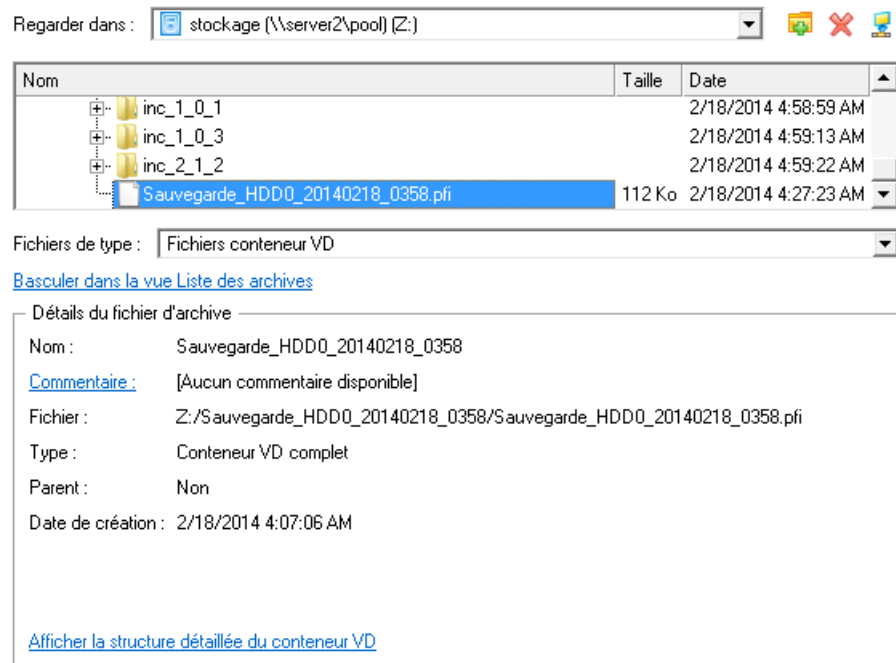 Regarder dans : stockage (\\server2\pool) (Z:)
Nom Taille Date
inc_1_0_1 2/18/2014 4:58:59 AM
inc_1_0_3 2/18/2014 4:59:13 AM
inc_2_1_2 2/18/2014 4:59:22 AM
Sauvegarde_HDD0_20140218_0358.pfi 112 Ko 2/18/2014 4:27:23 AM
Fichiers de type : Fichiers conteneur VD
Basculer dans la vue Liste des archives
Détails du fichier d'archive
Nom : Sauvegarde_HDD0_20140218_0358
Commentaire : [Aucun commentaire disponible]
Fichier : Z:/Sauvegarde_HDD0_20140218_0358/Sauvegarde_HDD0_20140218_0358.pfi
Type : Conteneur VD complet
Parent : Non
Date de création : 2/18/2014 4:07:06 AM
Afficher la structure détaillée du conteneur VD